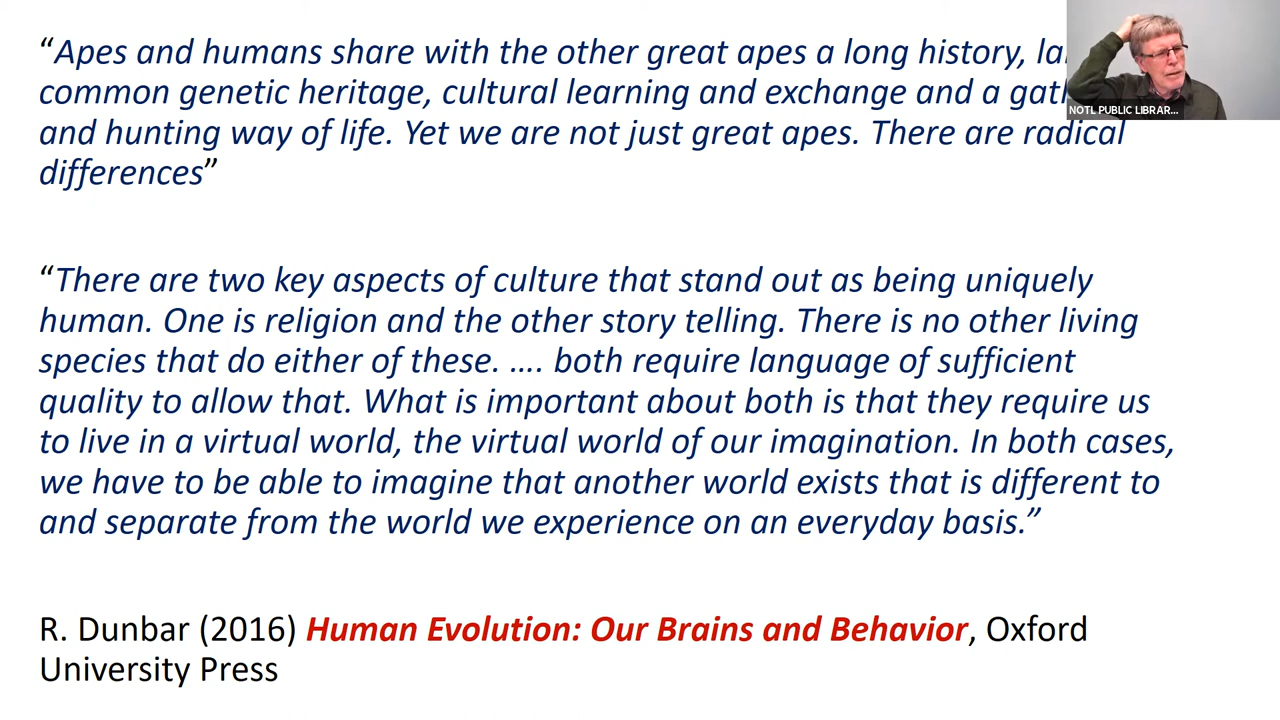 “Apes and humans share with the other great apes a long history,
common genetic heritage, cultural learning and exchange and a
and hunting way of life. Yet we are not just great apes. There are radical
differences”
“There are two key aspects of culture that stand out as being uniquely
human. One is religion and the other story telling. There is no other living
species that do either of these. …. both require language of sufficient
quality to allow that. What is important about both is that they require us
to live in a virtual world, the virtual world of our imagination. In both cases,
we have to be able to imagine that another world exists that is different to
and separate from the world we experience on an everyday basis.”
R. Dunbar (2016) Human Evolution: Our Brains and Behavior, Oxford
University Press
NOTL PUBLIC LIBRAR...